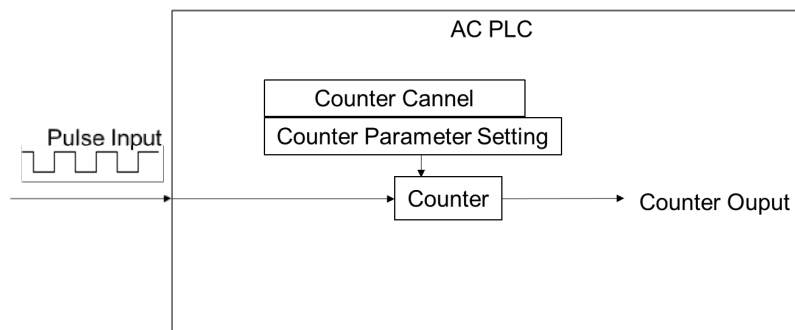 AC PLC
Counter Cannel
Pulse Input
Counter Parameter Setting
Counter
Counter Ouput